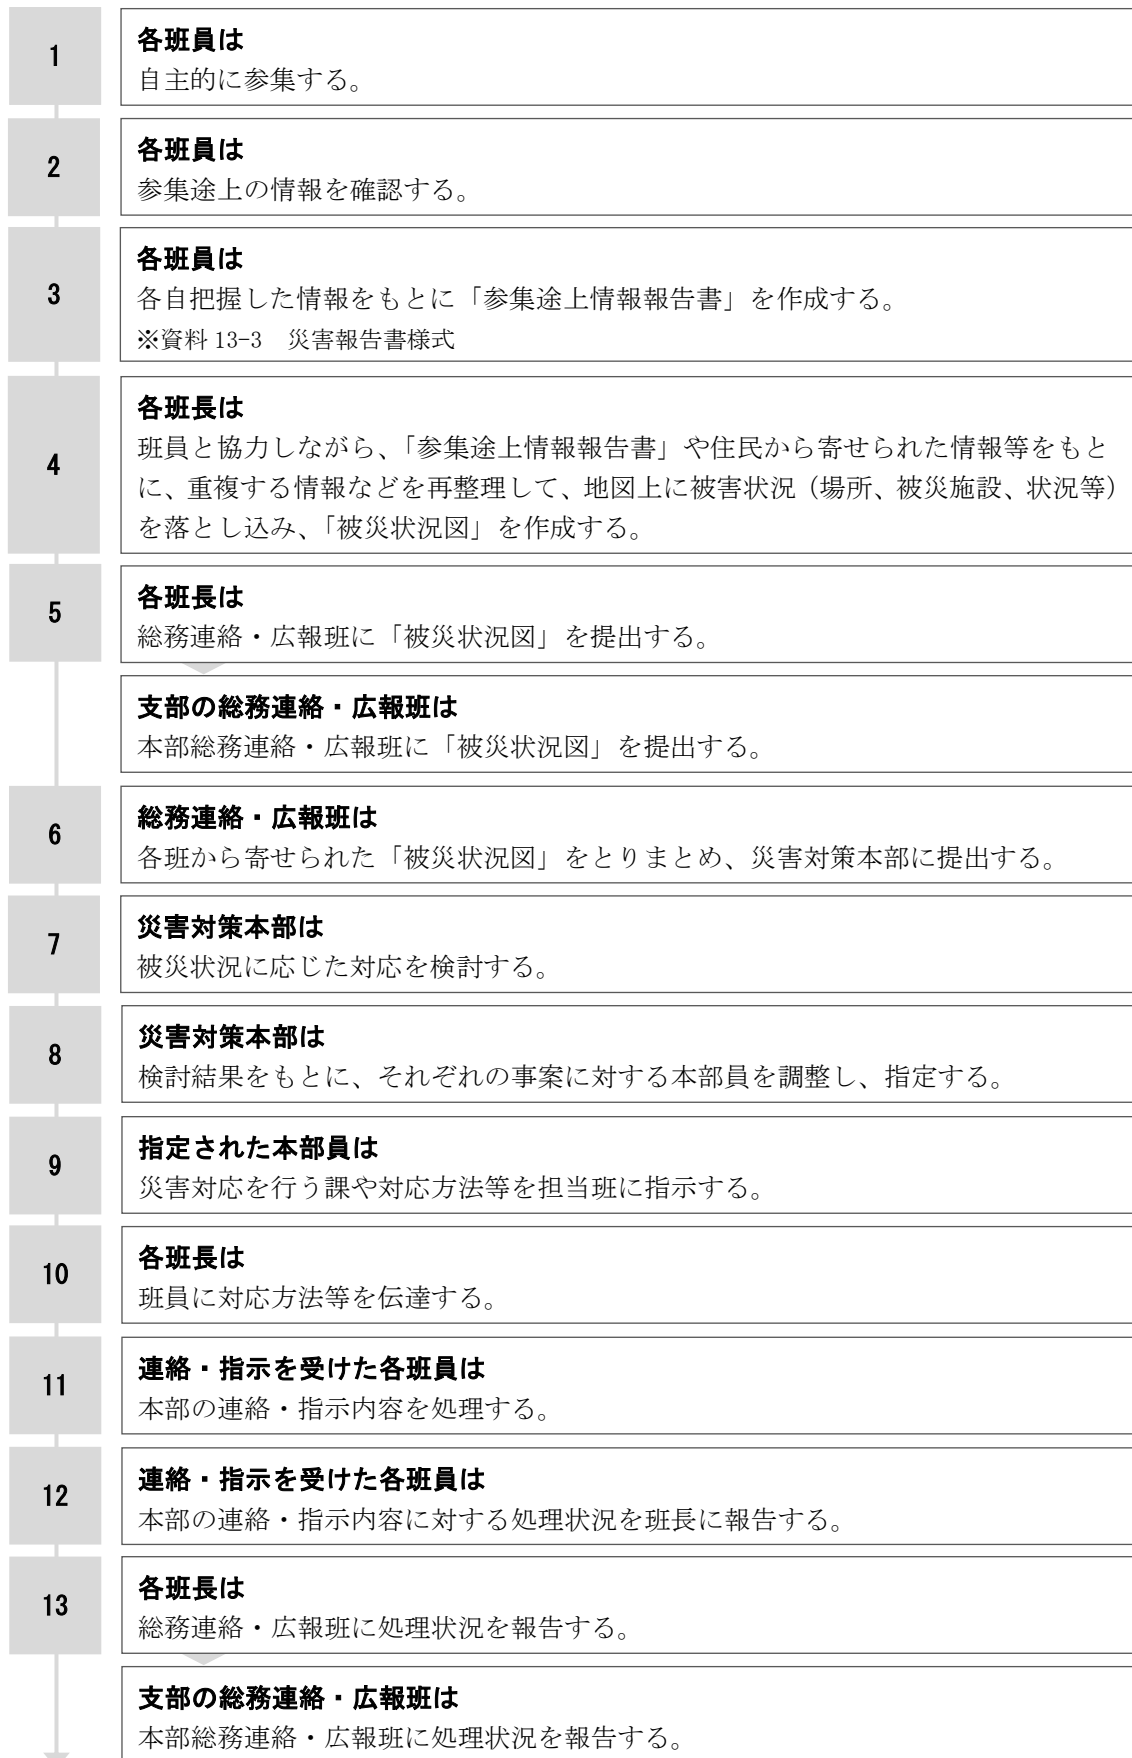 1
各班員は
自主的に参集する。
2
各班員は
参集途上の情報を確認する。
3
各班員は
各自把握した情報をもとに「参集途上情報報告書」を作成する。
※資料 13-3　災害報告書様式
4
各班長は
班員と協力しながら、「参集途上情報報告書」や住民から寄せられた情報等をもと
に、重複する情報などを再整理して、地図上に被害状況（場所、被災施設、状況等）
を落とし込み、「被災状況図」を作成する。
5
各班長は
総務連絡・広報班に「被災状況図」を提出する。
支部の総務連絡・広報班は
本部総務連絡・広報班に「被災状況図」を提出する。
6
総務連絡・広報班は
各班から寄せられた「被災状況図」をとりまとめ、災害対策本部に提出する。
7
災害対策本部は
被災状況に応じた対応を検討する。
8
災害対策本部は
検討結果をもとに、それぞれの事案に対する本部員を調整し、指定する。
9
指定された本部員は
災害対応を行う課や対応方法等を担当班に指示する。
10
各班長は
班員に対応方法等を伝達する。
11
連絡・指示を受けた各班員は
本部の連絡・指示内容を処理する。
12
連絡・指示を受けた各班員は
本部の連絡・指示内容に対する処理状況を班長に報告する。
13
各班長は
総務連絡・広報班に処理状況を報告する。
支部の総務連絡・広報班は
本部総務連絡・広報班に処理状況を報告する。